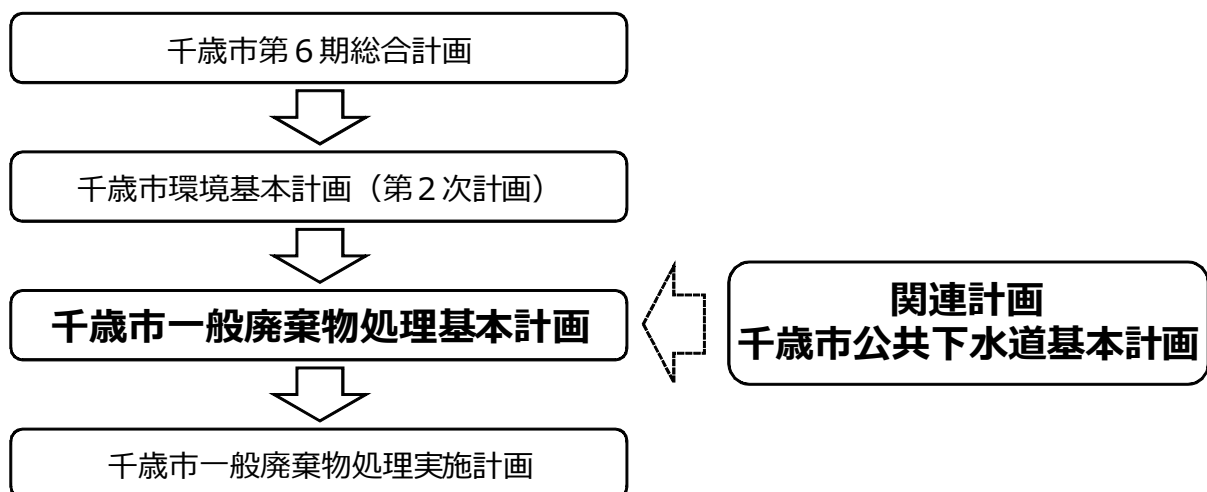 千歳市第６期総合計画
千歳市環境基本計画（第２次計画）
千歳市一般廃棄物処理基本計画
関連計画
千歳市公共下水道基本計画
千歳市一般廃棄物処理実施計画